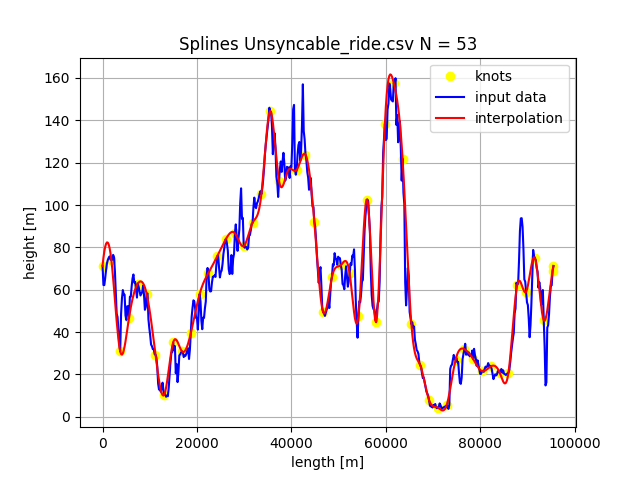 Splines Unsyncable_ride.csv N = 53
knots
input data
interpolation
height [m]
160
140
120
100
80
60
40
20
0
0 20000 40000 60000 80000 100000
length [m]